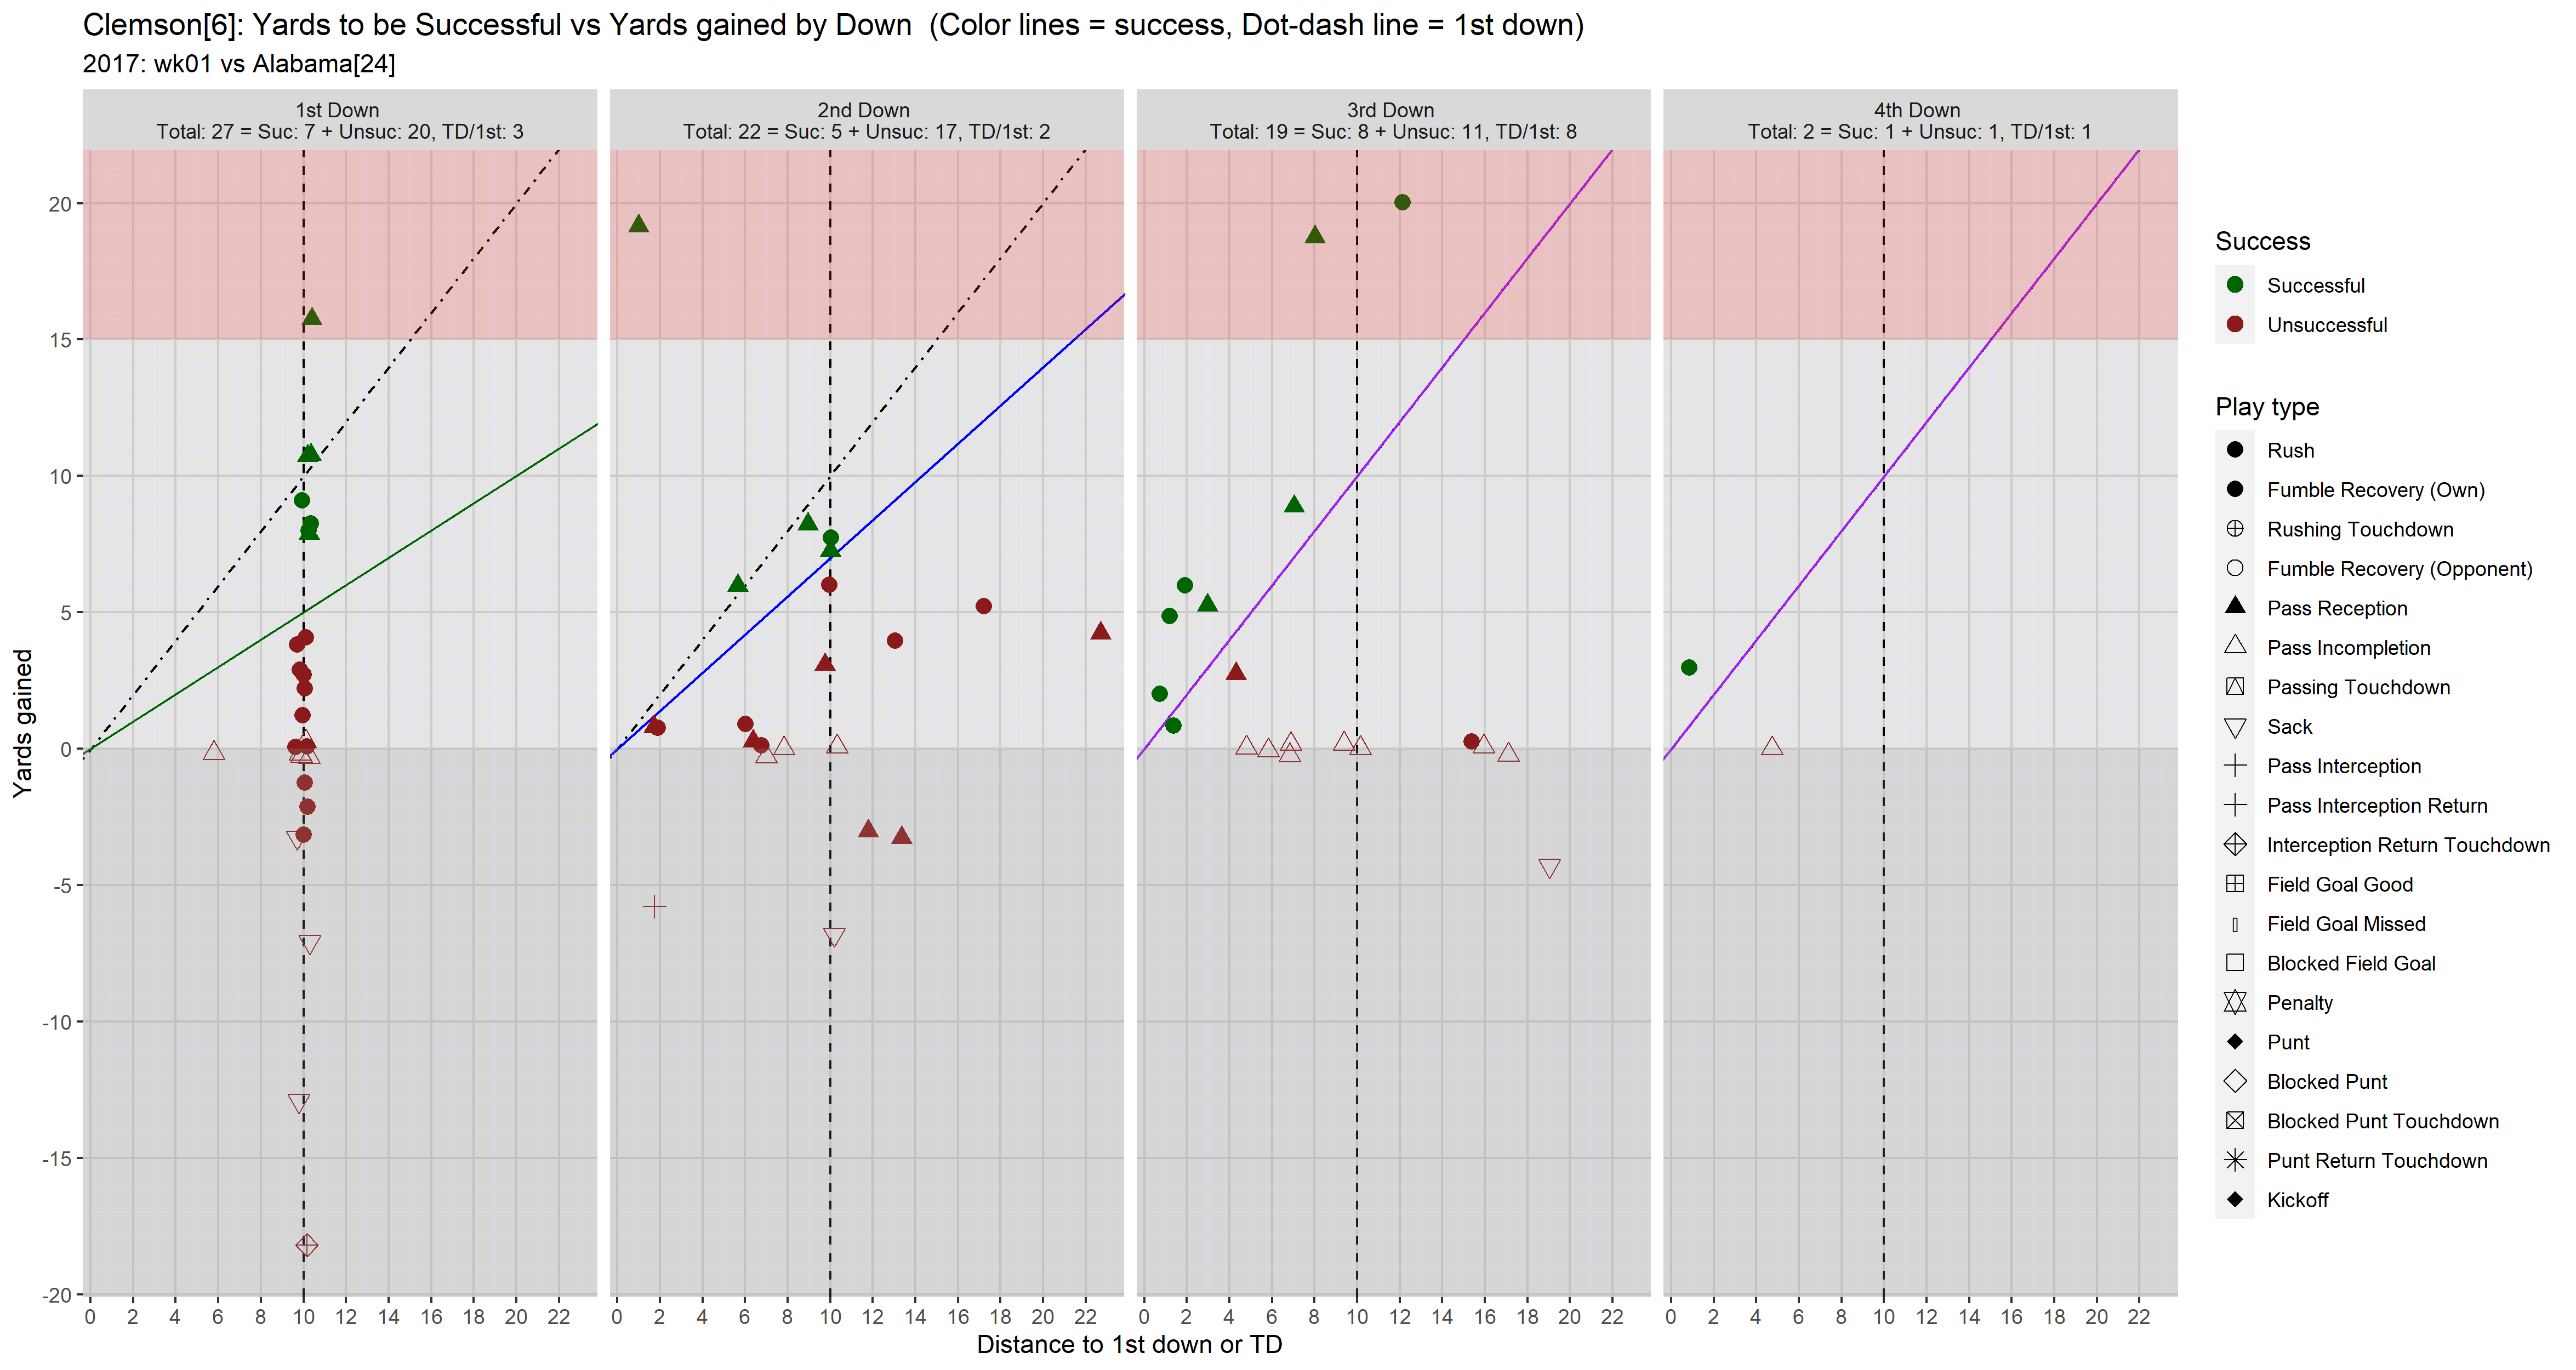 Clemson[6]: Yards to be Successful vs Yards gained by Down  (Color lines = success, Dot-dash line = 1st down)
2017: wk01 vs Alabama[24]
1st Down
Total: 27 = Suc: 7 + Unsuc: 20, TD/1st: 3
2nd Down
Total: 22 = Suc: 5 + Unsuc: 17, TD/1st: 2
3rd Down
Total: 19 = Suc: 8 + Unsuc: 11, TD/1st: 8
4th Down
Total: 2 = Suc: 1 + Unsuc: 1, TD/1st: 1
Yards gained
20
15
10
5
0
-5
-10
-15
-20
0 2 4 6 8 10 12 14 16 18 20 22
0 2 4 6 8 10 12 14 16 18 20 22
0 2 4 6 8 10 12 14 16 18 20 22
0 2 4 6 8 10 12 14 16 18 20 22
Distance to 1st down or TD
Success
Successful
Unsuccessful
Play type
Rush
Fumble Recovery (Own)
Rushing Touchdown
Fumble Recovery (Opponent)
Pass Reception
Pass Incompletion
Passing Touchdown
Sack
Pass Interception
Pass Interception Return
Interception Return Touchdown
Field Goal Good
Field Goal Missed
Blocked Field Goal
Penalty
Punt
Blocked Punt
Blocked Punt Touchdown
Punt Return Touchdown
Kickoff